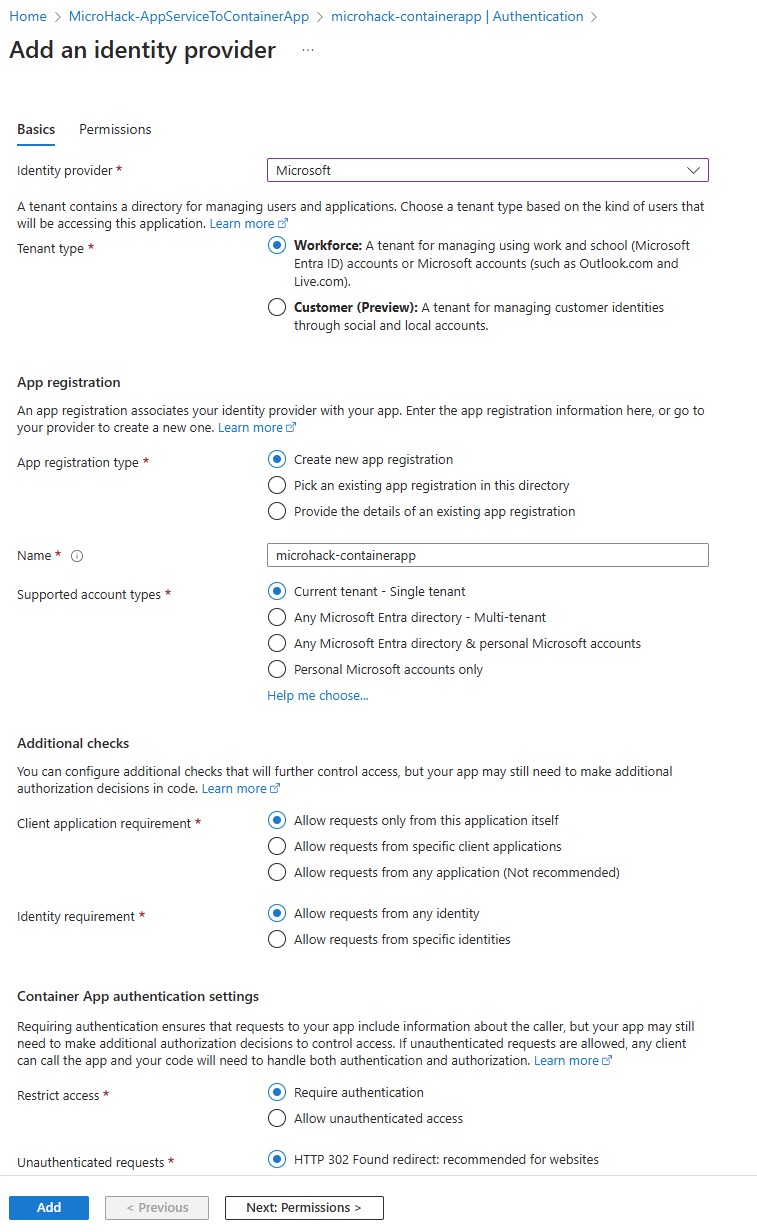 Home > MicroHack-AppServiceToContainerApp > microhack-containerapp | Authentication >
Add an identity provider ...
Basics Permissions
Identity provider * Microsoft
A tenant contains a directory for managing users and applications. Choose a tenant type based on the kind of users that
will be accessing this application. Learn more
Tenant type *
Workforce: A tenant for managing using work and school (Microsoft
Entra ID) accounts or Microsoft accounts (such as Outlook.com and
Live.com).
Customer (Preview): A tenant for managing customer identities
through social and local accounts.
App registration
An app registration associates your identity provider with your app. Enter the app registration information here, or go to
your provider to create a new one. Learn more
App registration type * Create new app registration
Pick an existing app registration in this directory
Provide the details of an existing app registration
Name * microhack-containerapp
Supported account types * Current tenant - Single tenant
Any Microsoft Entra directory - Multi-tenant
Any Microsoft Entra directory & personal Microsoft accounts
Personal Microsoft accounts only
Help me choose...
Additional checks
You can configure additional checks that will further control access, but your app may still need to make additional
authorization decisions in code. Learn more
Client application requirement * Allow requests only from this application itself
Allow requests from specific client applications
Allow requests from any application (Not recommended)
Identity requirement * Allow requests from any identity
Allow requests from specific identities
Container App authentication settings
Requiring authentication ensures that requests to your app include information about the caller, but your app may still
need to make additional authorization decisions to control access. If unauthenticated requests are allowed, any client
can call the app and your code will need to handle both authentication and authorization. Learn more
Restrict access * Require authentication
Allow unauthenticated access
Unauthenticated requests * HTTP 302 Found redirect: recommended for websites
Add < Previous Next: Permissions >